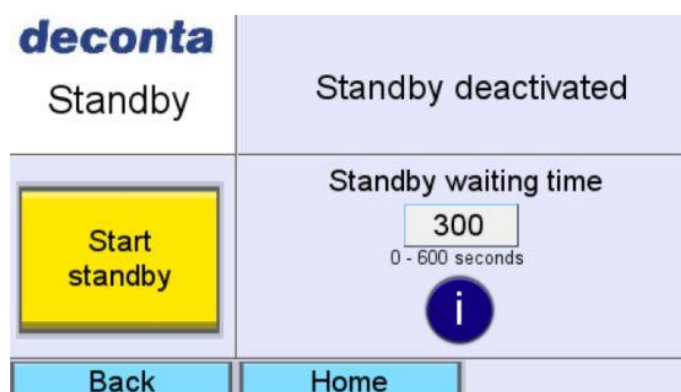 deconta
Standby
Standby deactivated
Start
standby
Standby waiting time
300
0 - 600 seconds
i
Back
Home